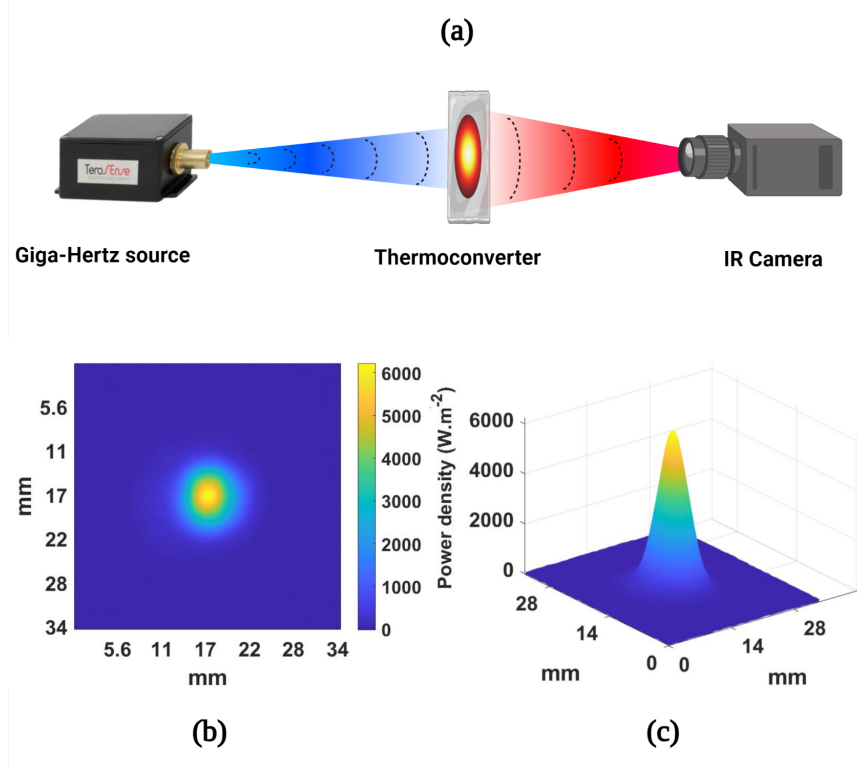 (a)
TeraSense
Giga-Hertz source
Thermoconverter
IR Camera
5.6
11
17
22
28
34
mm
5.6 11 17 22 28 34
mm
6000
5000
4000
3000
2000
1000
0
Power density (W.m⁻²)
6000
4000
2000
0
28
14
0
mm
0
14
28
mm
(b)
(c)